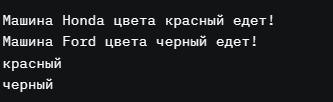 Машина Honda цвета красный едет!
Машина Ford цвета черный едет!
красный
черный